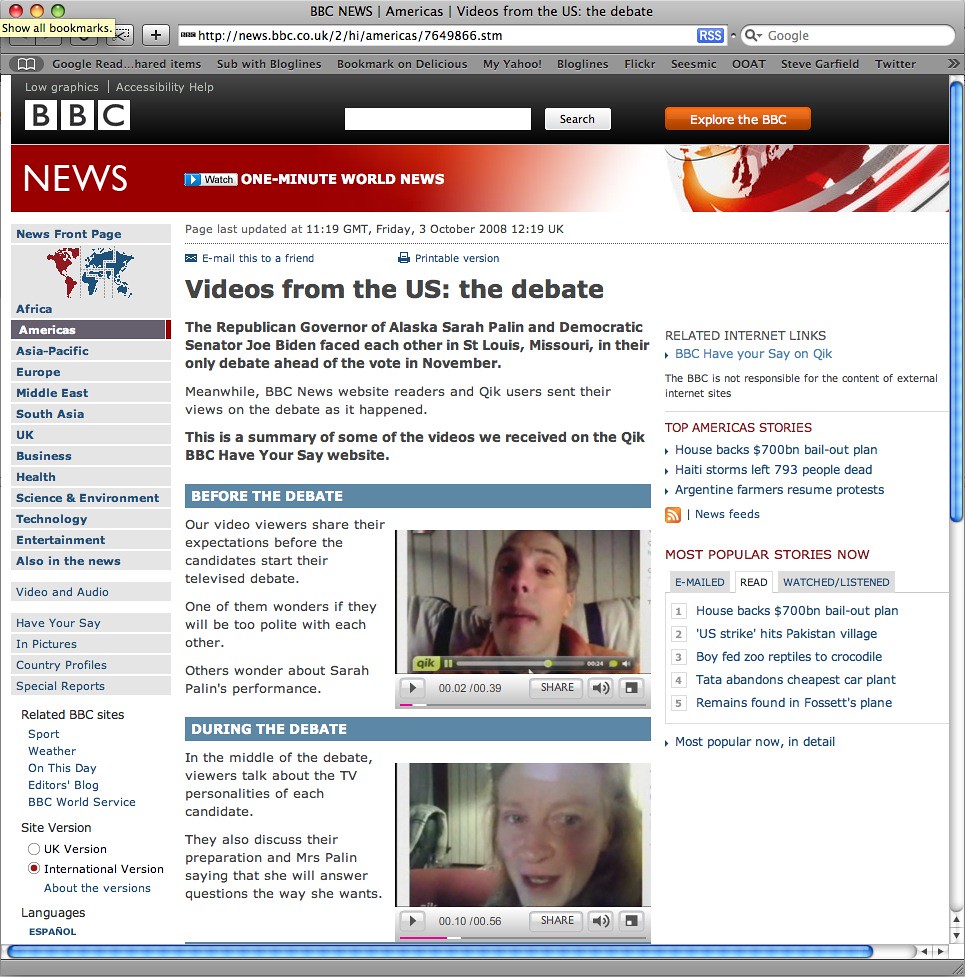 BBC NEWS | Americas | Videos from the US: the debate
Show all bookmarks.
http://news.bbc.co.uk/2/hi/americas/7649866.stm
RSS
Google
Google Read...hared items
Sub with Bloglines
Bookmark on Delicious
My Yahoo!
Bloglines
Flickr
Seesmic
OOAT
Steve Garfield
Twitter
Low graphics | Accessibility Help
BBC
Search
Explore the BBC
NEWS
Watch ONE-MINUTE WORLD NEWS
News Front Page
Africa
Americas
Asia-Pacific
Europe
Middle East
South Asia
UK
Business
Health
Science & Environment
Technology
Entertainment
Also in the news
Video and Audio
Have Your Say
In Pictures
Country Profiles
Special Reports
Related BBC sites
Sport
Weather
On This Day
Editors' Blog
BBC World Service
Site Version
UK Version
International Version
About the versions
Languages
ESPAÑOL
Page last updated at 11:19 GMT, Friday, 3 October 2008 12:19 UK
E-mail this to a friend
Printable version
Videos from the US: the debate
The Republican Governor of Alaska Sarah Palin and Democratic
Senator Joe Biden faced each other in St Louis, Missouri, in their
only debate ahead of the vote in November.
Meanwhile, BBC News website readers and Qik users sent their
views on the debate as it happened.
This is a summary of some of the videos we received on the Qik
BBC Have Your Say website.
BEFORE THE DEBATE
Our video viewers share their
expectations before the
candidates start their
televised debate.
One of them wonders if they
will be too polite with each
other.
Others wonder about Sarah
Palin's performance.
qik
00:24
00.02 /00.39
SHARE
DURING THE DEBATE
In the middle of the debate,
viewers talk about the TV
personalities of each
candidate.
They also discuss their
preparation and Mrs Palin
saying that she will answer
questions the way she wants.
00.10 /00.56
SHARE
RELATED INTERNET LINKS
BBC Have your Say on Qik
The BBC is not responsible for the content of external
internet sites
TOP AMERICAS STORIES
House backs $700bn bail-out plan
Haiti storms left 793 people dead
Argentine farmers resume protests
| News feeds
MOST POPULAR STORIES NOW
E-MAILED
READ
WATCHED/LISTENED
1 House backs $700bn bail-out plan
2 'US strike' hits Pakistan village
3 Boy fed zoo reptiles to crocodile
4 Tata abandons cheapest car plant
5 Remains found in Fossett's plane
Most popular now, in detail